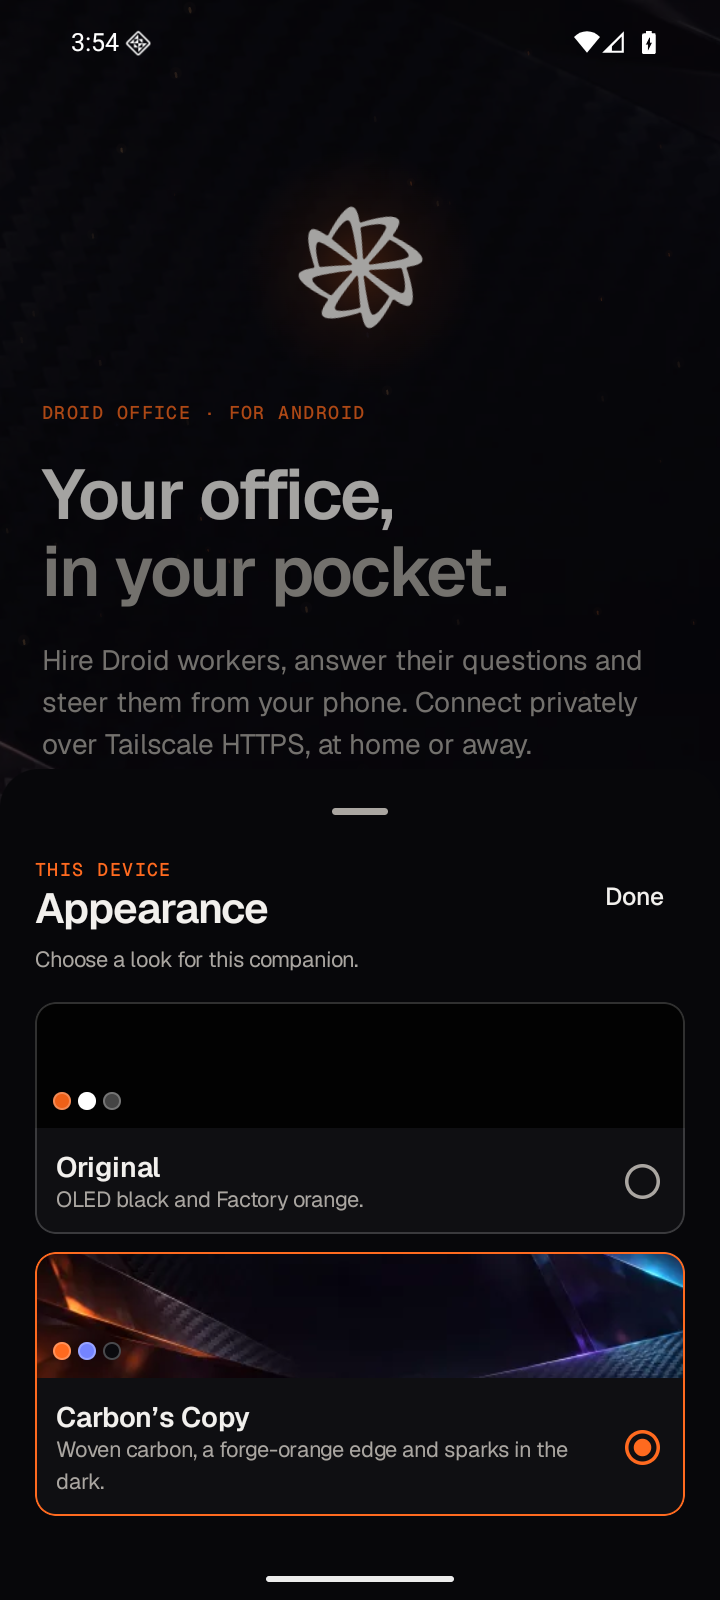 3:54
DROID OFFICE · FOR ANDROID
Your office,
in your pocket.
Hire Droid workers, answer their questions and
steer them from your phone. Connect privately
over Tailscale HTTPS, at home or away.
THIS DEVICE
Appearance
Done
Choose a look for this companion.
Original
OLED black and Factory orange.
Carbon’s Copy
Woven carbon, a forge-orange edge and sparks in the
dark.